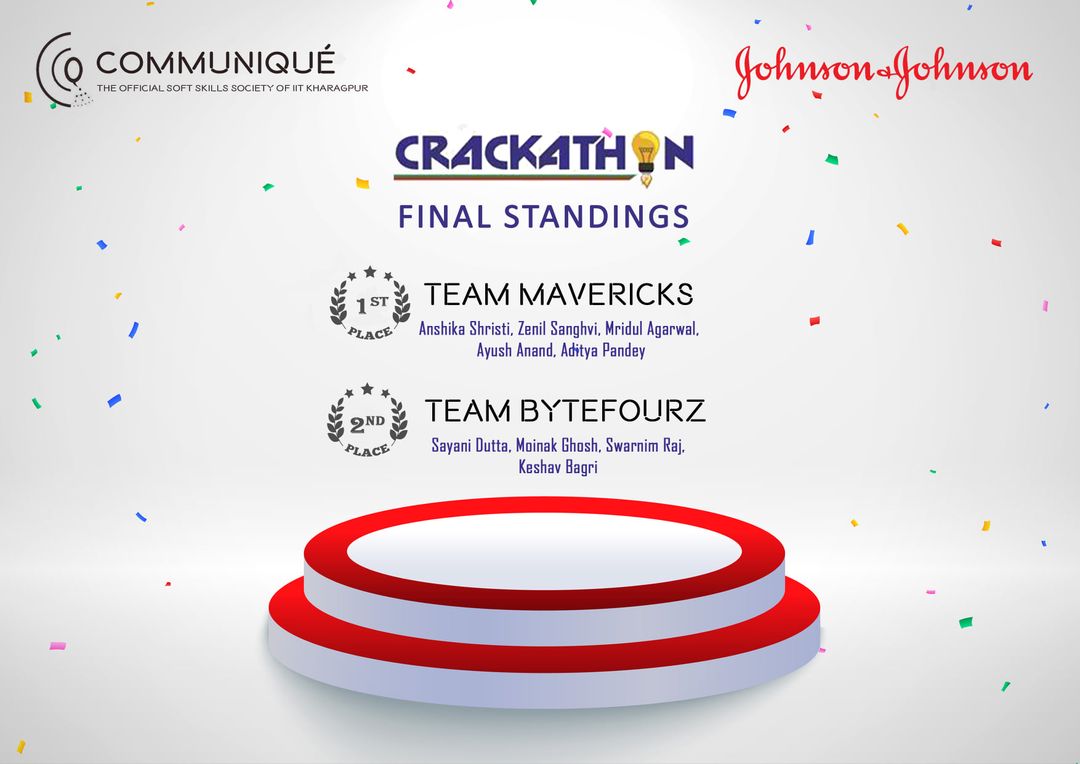 COMMUNIQUÉ
THE OFFICIAL SOFT SKILLS SOCIETY OF IIT KHARAGPUR
Johnson & Johnson
CRACKATHON
FINAL STANDINGS
1ST
PLACE
TEAM MAVERICKS
Anshika Shristi, Zenil Sanghvi, Mridul Agarwal,
Ayush Anand, Aditya Pandey
2ND
PLACE
TEAM BYTEFOURZ
Sayani Dutta, Moinak Ghosh, Swarnim Raj,
Keshav Bagri